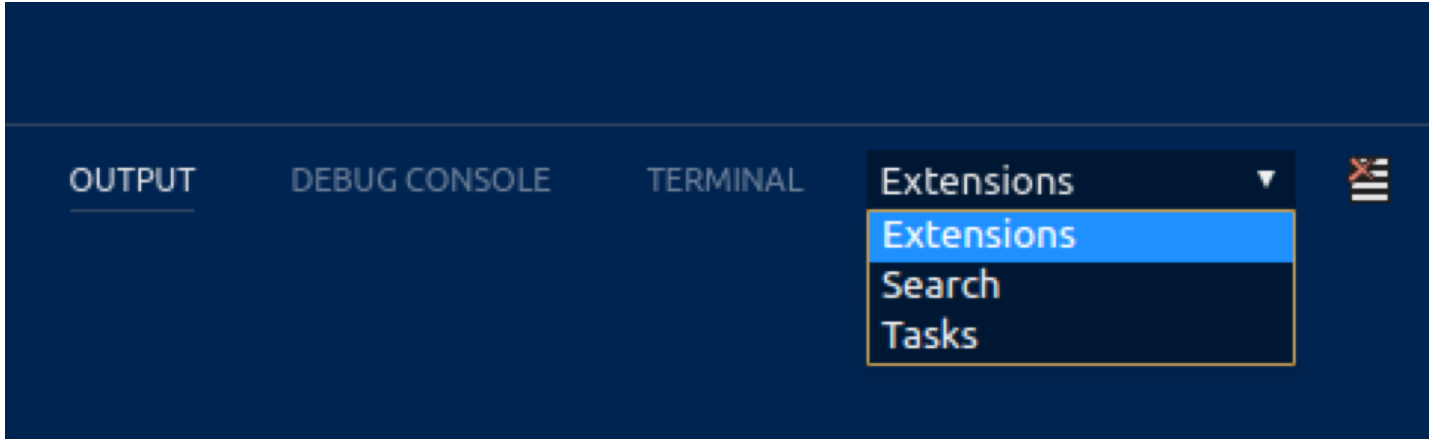 OUTPUT DEBUG CONSOLE TERMINAL Extensions
Extensions
Search
Tasks